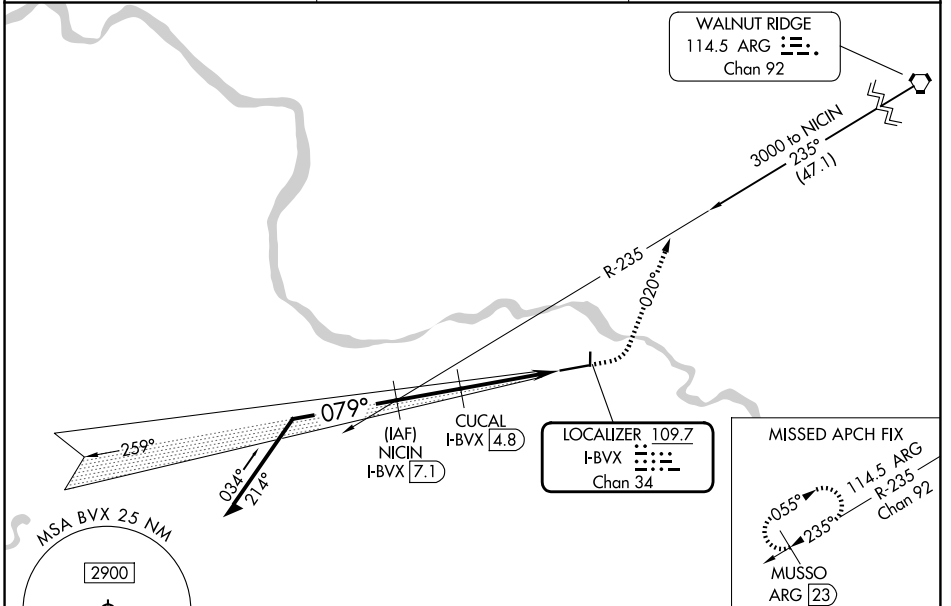 WALNUT RIDGE
114.5 ARG
Chan 92
3000 to NICIN
235°
(47.1)
R-235
020°
079°
259°
(IAF)
NICIN
I-BVX 7.1
CUCAL
I-BVX 4.8
034°
214°
LOCALIZER 109.7
I-BVX
Chan 34
MSA BVX 25 NM
2900
MISSED APCH FIX
114.5 ARG
R-235
Chan 92
055°
235°
MUSSO
ARG 23